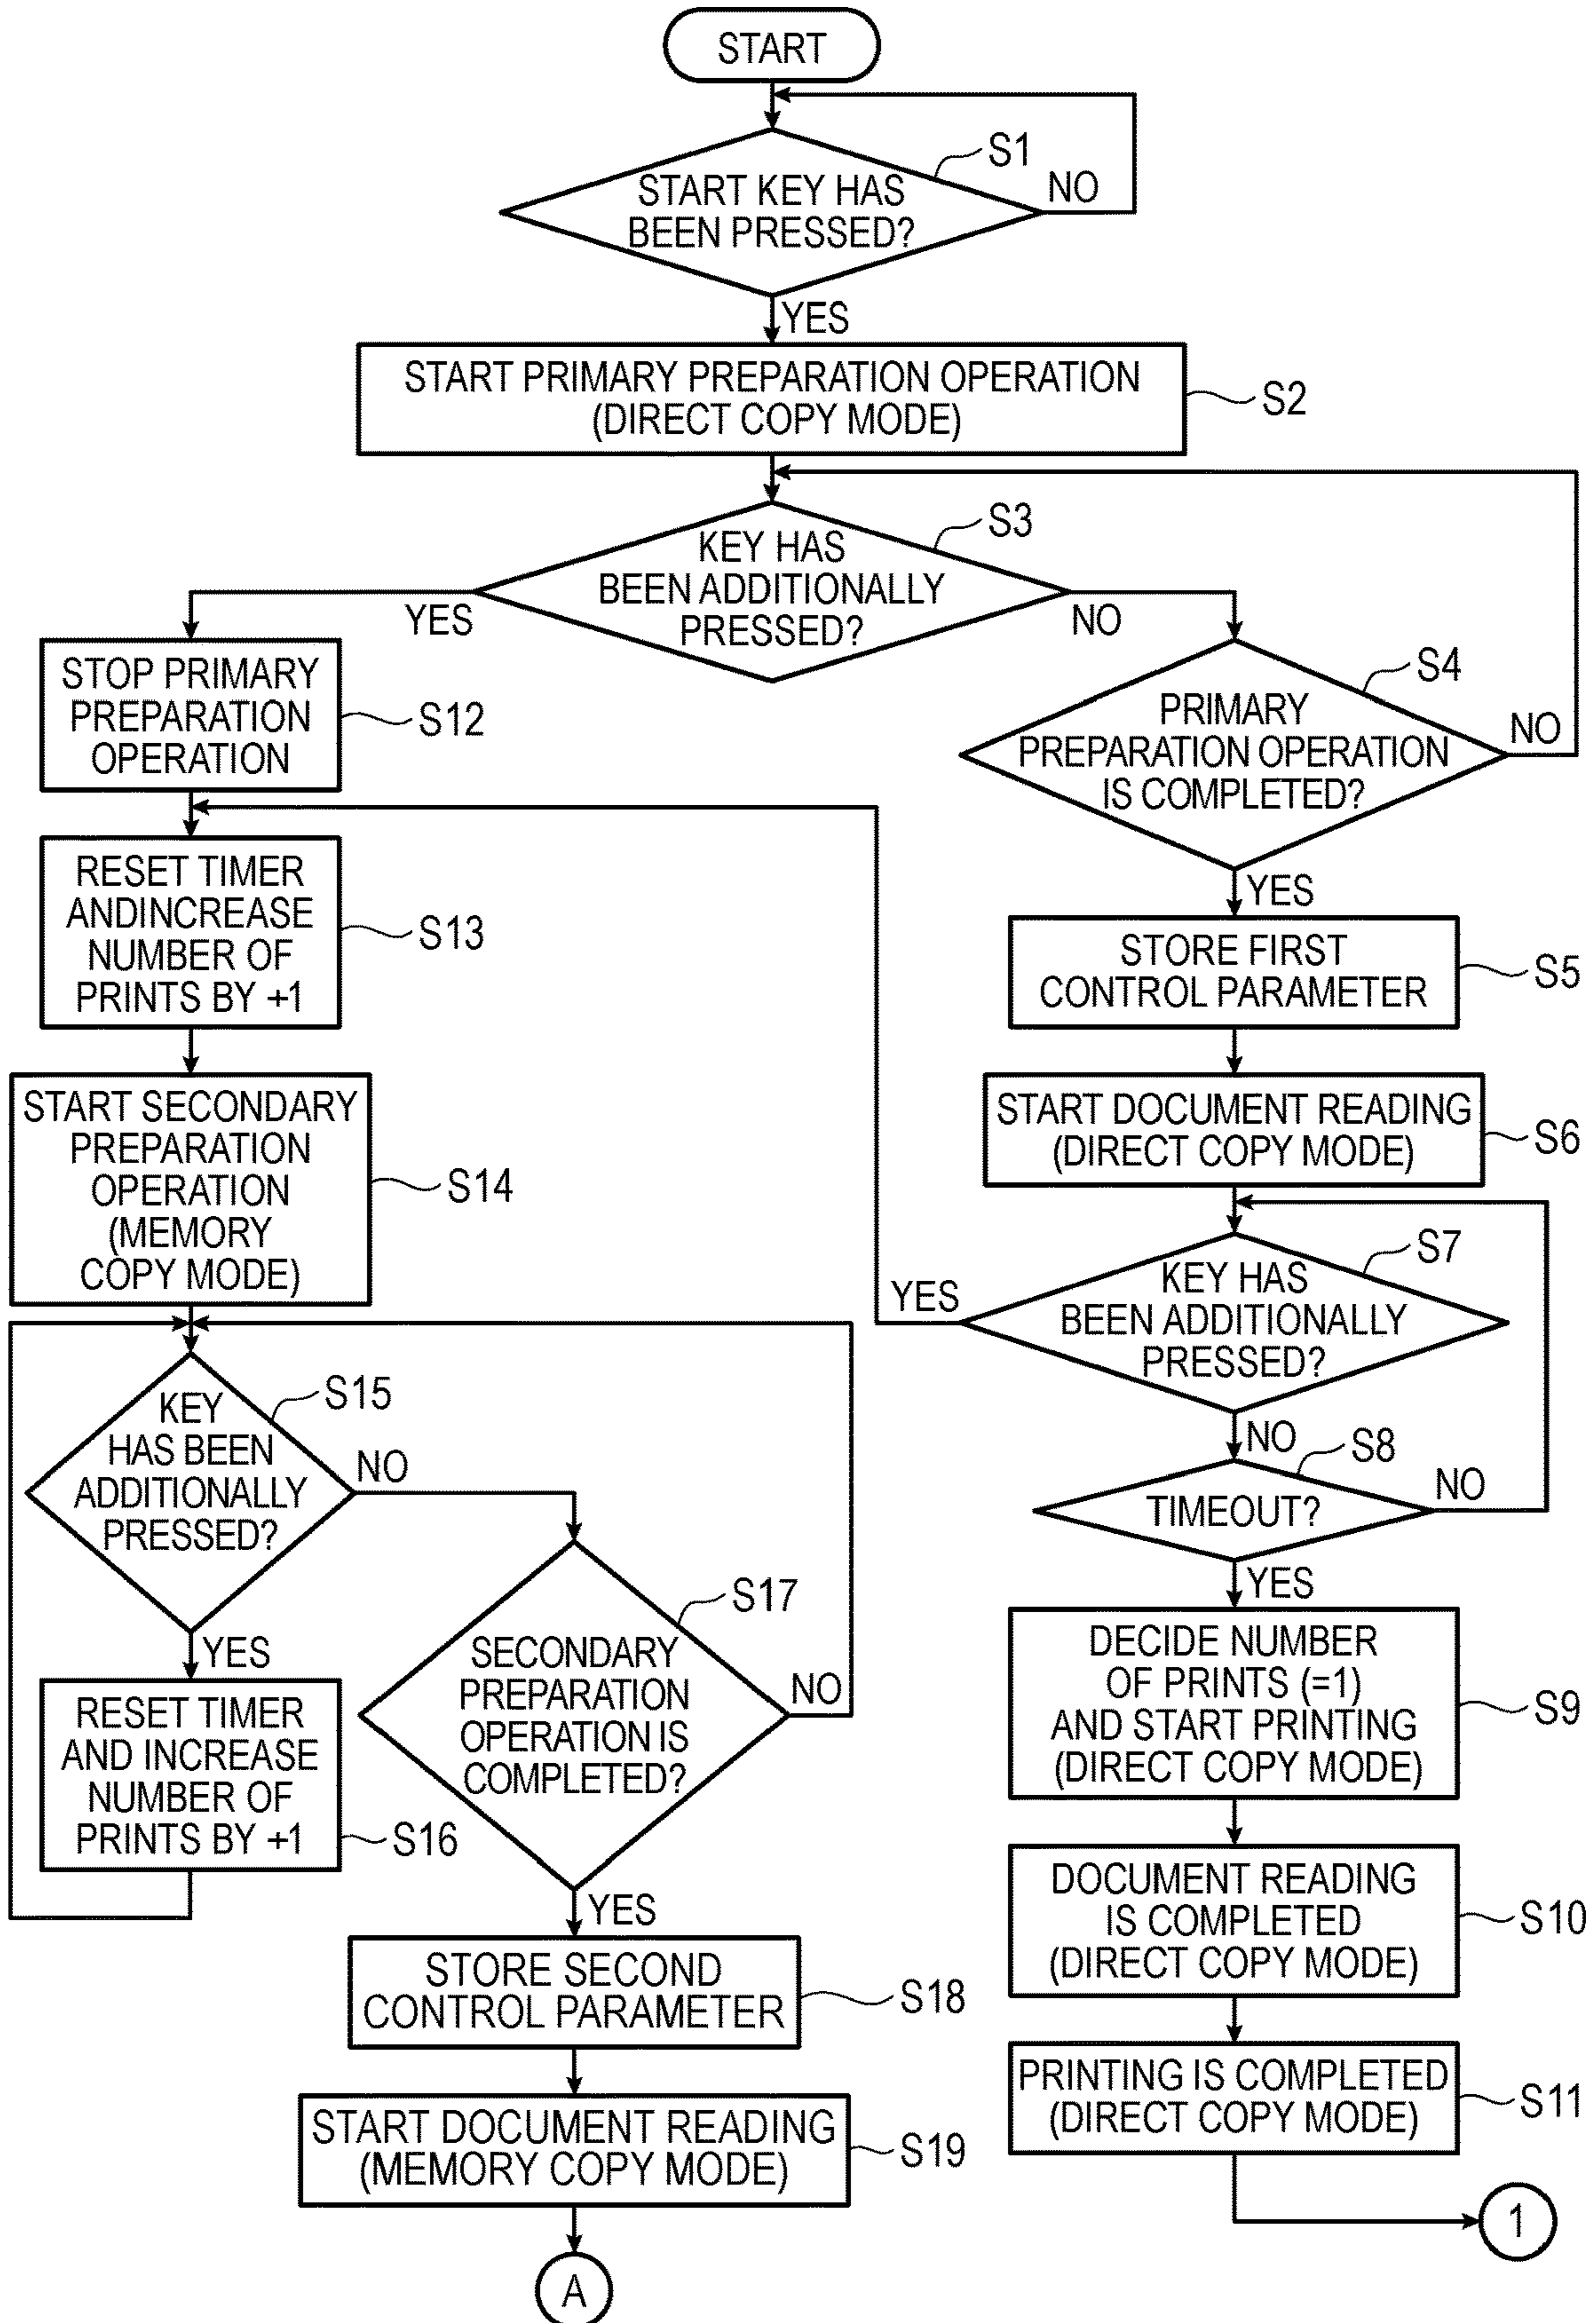 START
S1
START KEY HAS
BEEN PRESSED?
NO
YES
START PRIMARY PREPARATION OPERATION
(DIRECT COPY MODE)
S2
S3
KEY HAS
BEEN ADDITIONALLY
PRESSED?
YES
NO
STOP PRIMARY
PREPARATION
OPERATION
S12
S4
PRIMARY
PREPARATION OPERATION
IS COMPLETED?
NO
YES
RESET TIMER
ANDINCREASE
NUMBER OF
PRINTS BY +1
S13
STORE FIRST
CONTROL PARAMETER
S5
START SECONDARY
PREPARATION
OPERATION
(MEMORY
COPY MODE)
S14
START DOCUMENT READING
(DIRECT COPY MODE)
S6
S7
KEY HAS
BEEN ADDITIONALLY
PRESSED?
YES
NO
S15
KEY
HAS BEEN
ADDITIONALLY
PRESSED?
NO
YES
S8
TIMEOUT?
NO
YES
S17
SECONDARY
PREPARATION
OPERATION IS
COMPLETED?
NO
YES
RESET TIMER
AND INCREASE
NUMBER OF
PRINTS BY +1
S16
DECIDE NUMBER
OF PRINTS (=1)
AND START PRINTING
(DIRECT COPY MODE)
S9
DOCUMENT READING
IS COMPLETED
(DIRECT COPY MODE)
S10
STORE SECOND
CONTROL PARAMETER
S18
PRINTING IS COMPLETED
(DIRECT COPY MODE)
S11
START DOCUMENT READING
(MEMORY COPY MODE)
S19
1
A